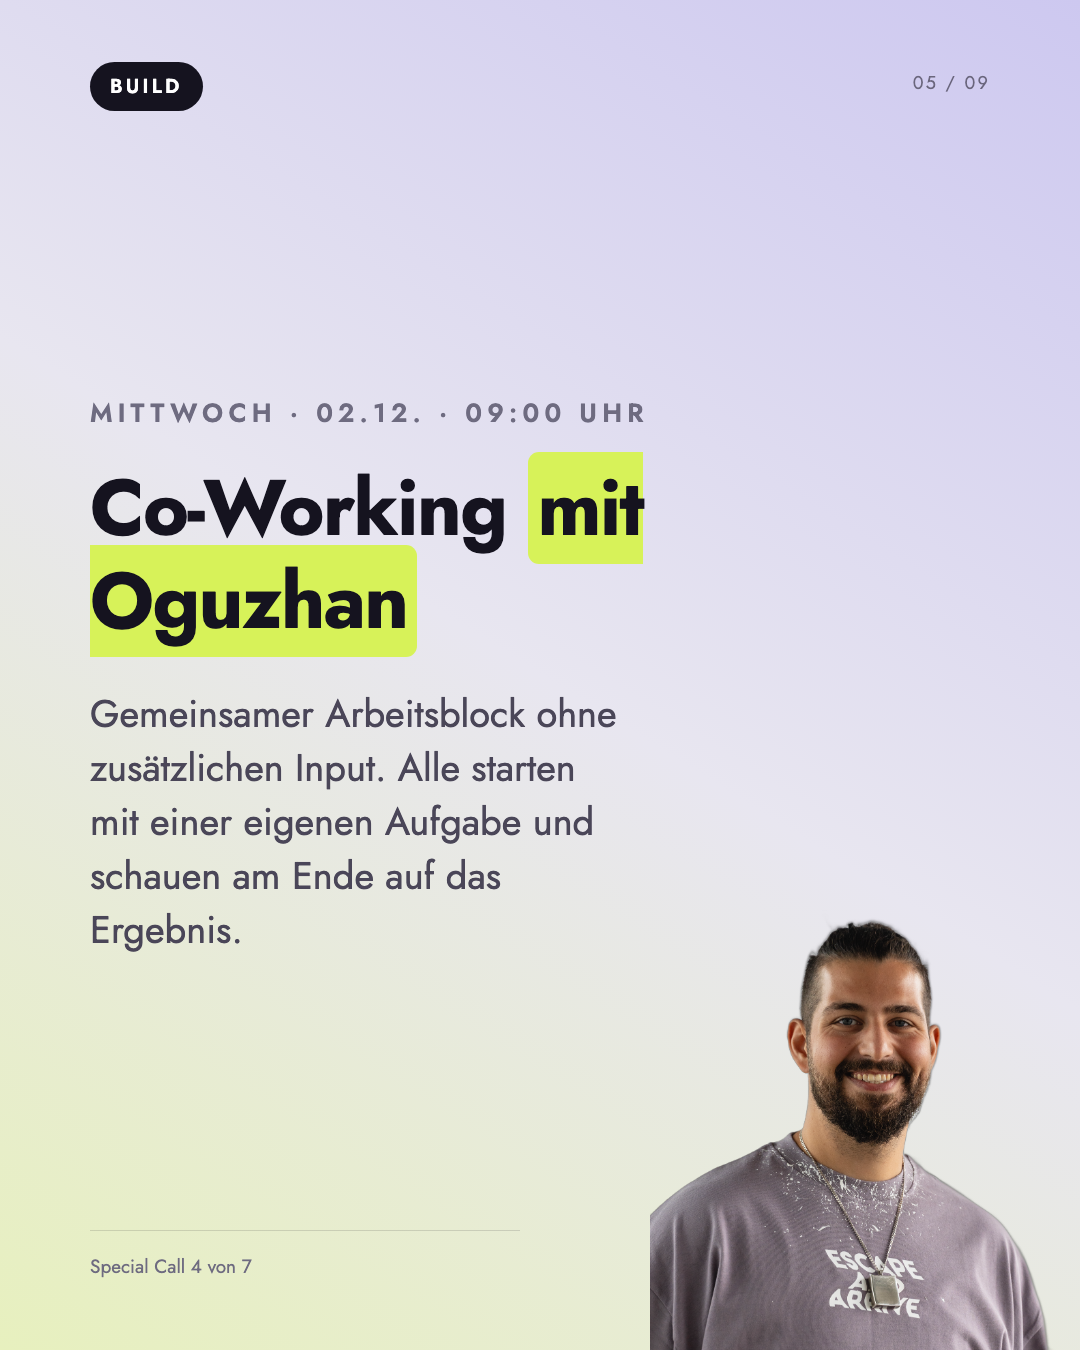 BUILD
05 / 09
MITTWOCH · 02.12. · 09:00 UHR
Co-Working mit
Oguzhan
Gemeinsamer Arbeitsblock ohne
zusätzlichen Input. Alle starten
mit einer eigenen Aufgabe und
schauen am Ende auf das
Ergebnis.
Special Call 4 von 7
ESCAPE